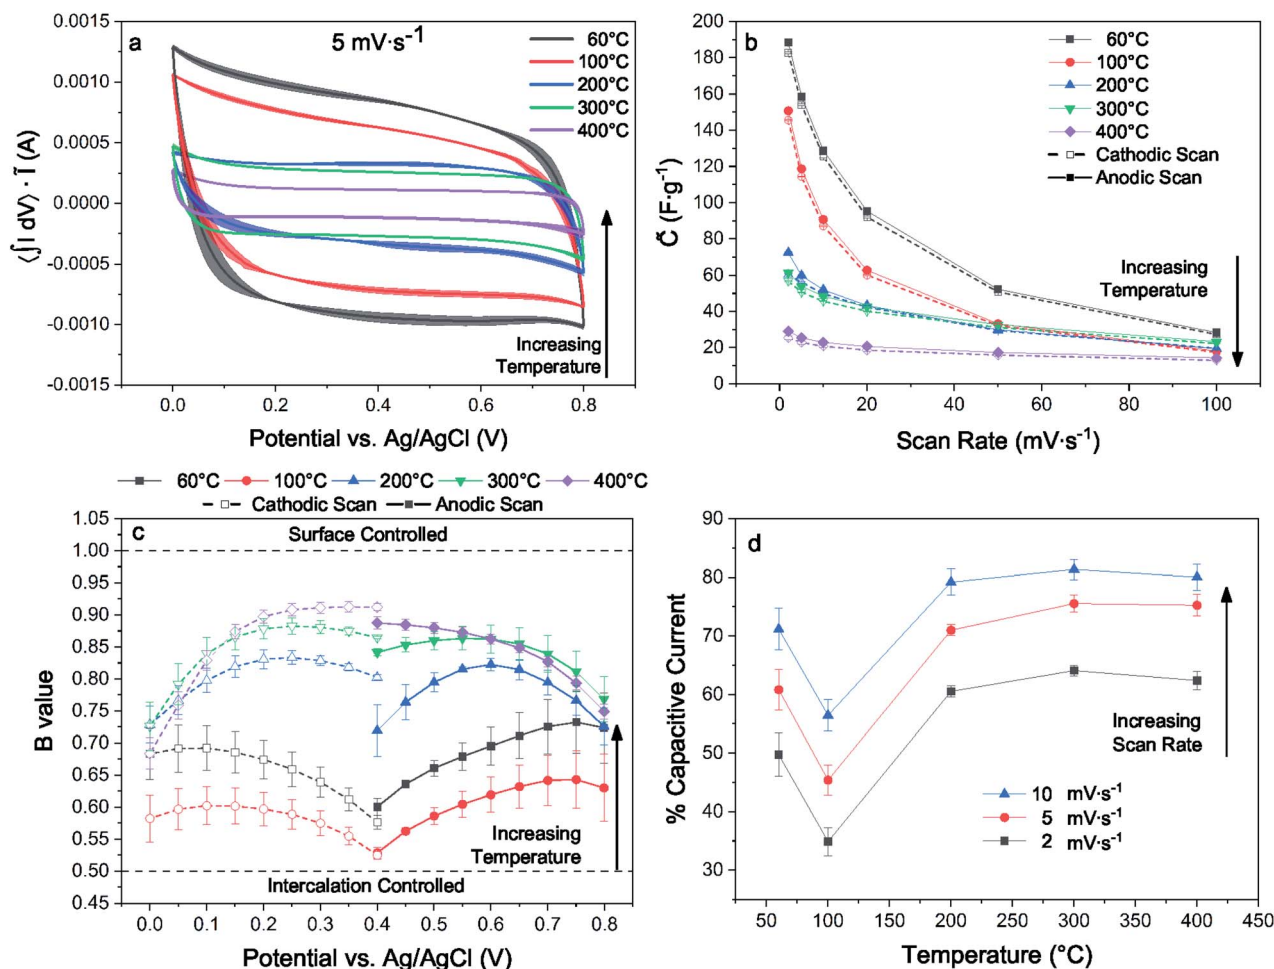 a
5 mV·s⁻¹
60°C
100°C
200°C
300°C
400°C
Increasing
Temperature
⟨∫I dV⟩ · Ī (A)
0.0015
0.0010
0.0005
0.0000
-0.0005
-0.0010
-0.0015
0.0 0.2 0.4 0.6 0.8
Potential vs. Ag/AgCl (V)
b
60°C
100°C
200°C
300°C
400°C
Cathodic Scan
Anodic Scan
Increasing
Temperature
C̃ (F·g⁻¹)
200
180
160
140
120
100
80
60
40
20
0
0 20 40 60 80 100
Scan Rate (mV·s⁻¹)
60°C 100°C 200°C 300°C 400°C
Cathodic Scan Anodic Scan
c
Surface Controlled
Intercalation Controlled
Increasing
Temperature
B value
1.05
1.00
0.95
0.90
0.85
0.80
0.75
0.70
0.65
0.60
0.55
0.50
0.45
0.0 0.1 0.2 0.3 0.4 0.5 0.6 0.7 0.8
Potential vs. Ag/AgCl (V)
d
Increasing
Scan Rate
10 mV·s⁻¹
5 mV·s⁻¹
2 mV·s⁻¹
% Capacitive Current
90
80
70
60
50
40
30
50 100 150 200 250 300 350 400 450
Temperature (°C)